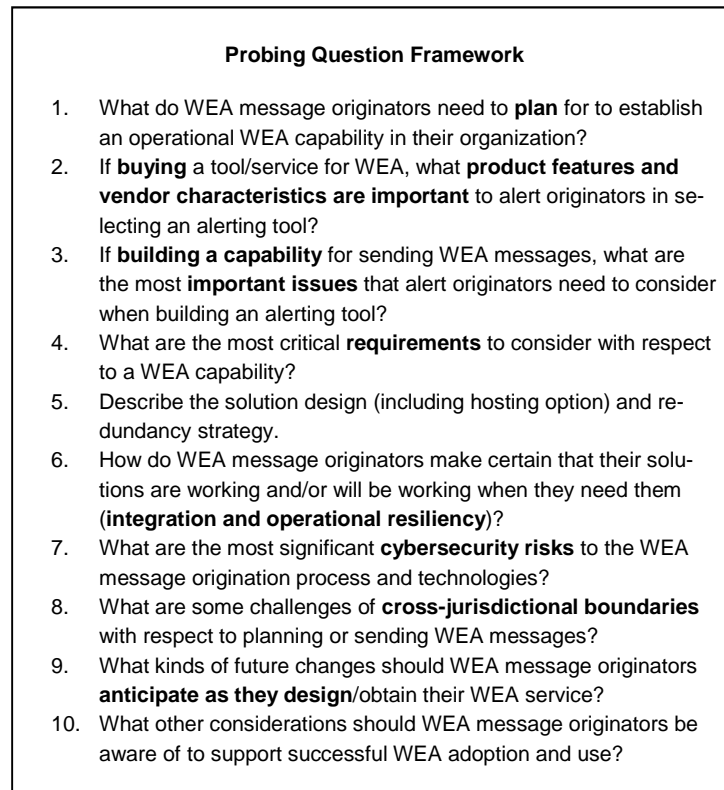 Probing Question Framework
1. What do WEA message originators need to plan for to establish
an operational WEA capability in their organization?
2. If buying a tool/service for WEA, what product features and
vendor characteristics are important to alert originators in se-
lecting an alerting tool?
3. If building a capability for sending WEA messages, what are
the most important issues that alert originators need to consider
when building an alerting tool?
4. What are the most critical requirements to consider with respect
to a WEA capability?
5. Describe the solution design (including hosting option) and re-
dundancy strategy.
6. How do WEA message originators make certain that their solu-
tions are working and/or will be working when they need them
(integration and operational resiliency)?
7. What are the most significant cybersecurity risks to the WEA
message origination process and technologies?
8. What are some challenges of cross-jurisdictional boundaries
with respect to planning or sending WEA messages?
9. What kinds of future changes should WEA message originators
anticipate as they design/obtain their WEA service?
10. What other considerations should WEA message originators be
aware of to support successful WEA adoption and use?